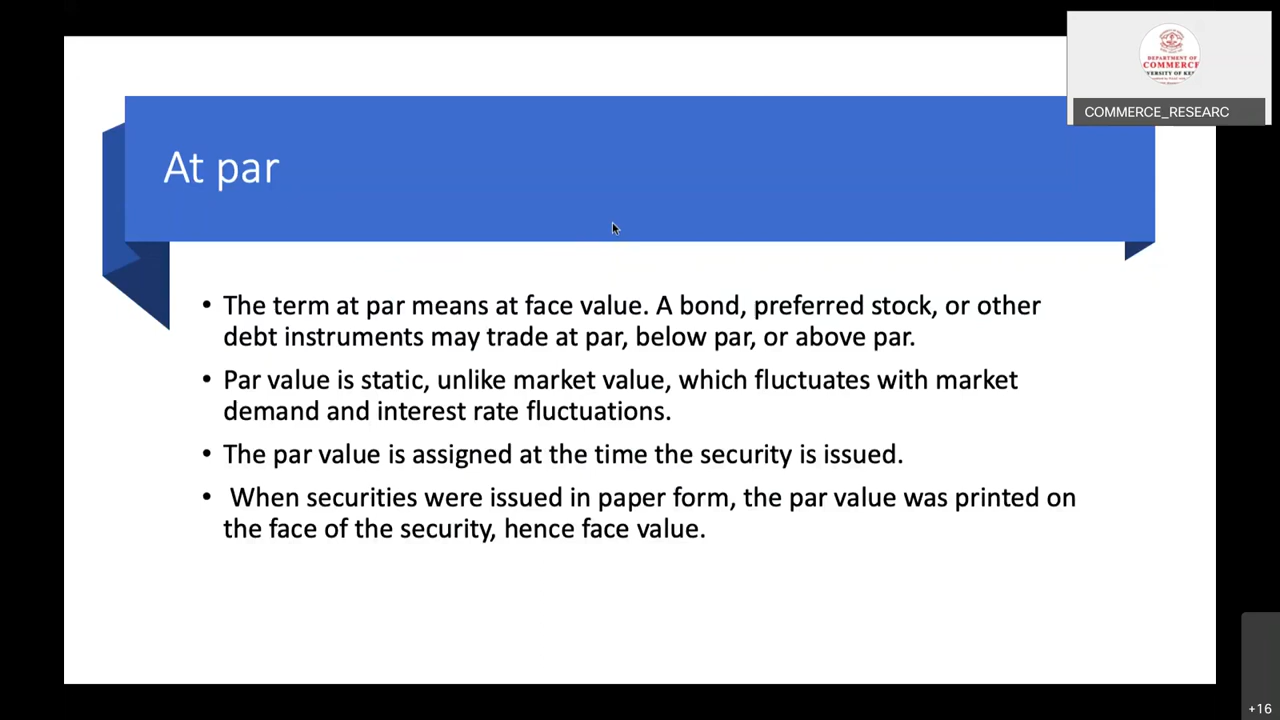 DEPARTMENT OF
COMMERCE
COMMERCE_RESEARC
At par
• The term at par means at face value. A bond, preferred stock, or other
debt instruments may trade at par, below par, or above par.
• Par value is static, unlike market value, which fluctuates with market
demand and interest rate fluctuations.
• The par value is assigned at the time the security is issued.
• When securities were issued in paper form, the par value was printed on
the face of the security, hence face value.
+16